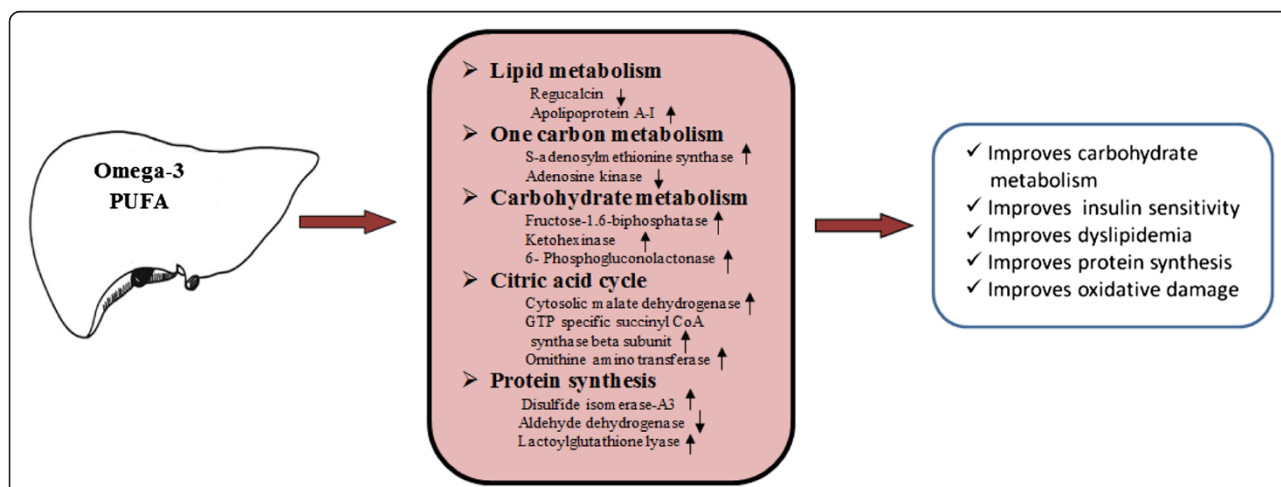 Omega-3
PUFA
➢ Lipid metabolism
Regucalcin ↓
Apolipoprotein A-I ↑
➢ One carbon metabolism
S-adenosylmethionine synthase ↑
Adenosine kinase ↓
➢ Carbohydrate metabolism
Fructose-1.6-biphosphatase ↑
Ketohexinase ↑
6- Phosphogluconolactonase ↑
➢ Citric acid cycle
Cytosolic malate dehydrogenase ↑
GTP specific succinyl CoA
synthase beta subunit ↑
Ornithine amino transferase ↑
➢ Protein synthesis
Disulfide isomerase-A3 ↑
Aldehyde dehydrogenase ↓
Lactoylglutathione lyase ↑
✓ Improves carbohydrate
metabolism
✓ Improves insulin sensitivity
✓ Improves dyslipidemia
✓ Improves protein synthesis
✓ Improves oxidative damage